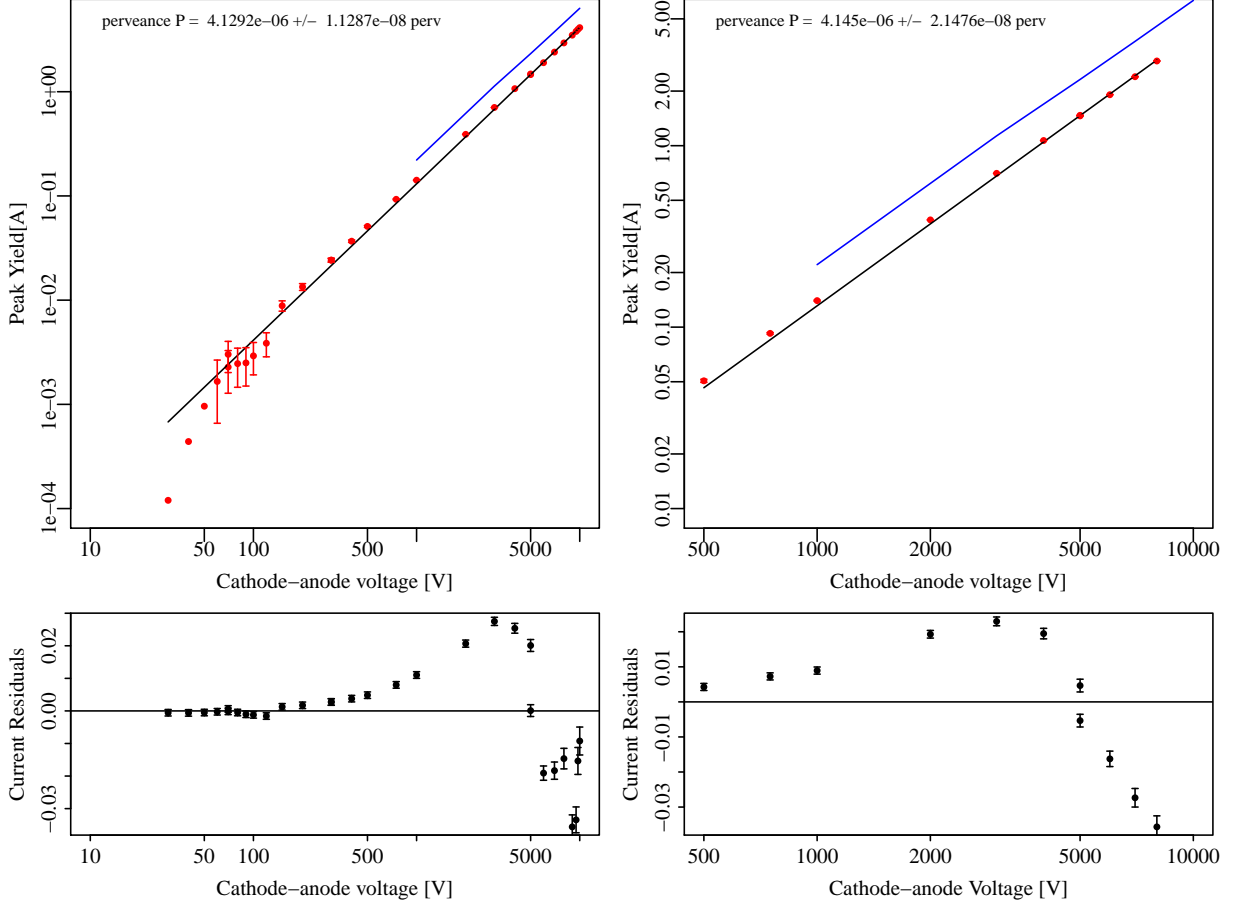 perveance P = 4.1292e−06 +/− 1.1287e−08 perv
Peak Yield[A]
1e+00
1e−01
1e−02
1e−03
1e−04
10 50 100 500 5000
Cathode−anode voltage [V]
perveance P = 4.145e−06 +/− 2.1476e−08 perv
Peak Yield[A]
5.00
2.00
1.00
0.50
0.20
0.10
0.05
0.02
0.01
500 1000 2000 5000 10000
Cathode−anode voltage [V]
Current Residuals
0.02
0.00
−0.03
10 50 100 500 5000
Cathode−anode voltage [V]
Current Residuals
0.01
−0.01
−0.03
500 1000 2000 5000 10000
Cathode−anode Voltage [V]